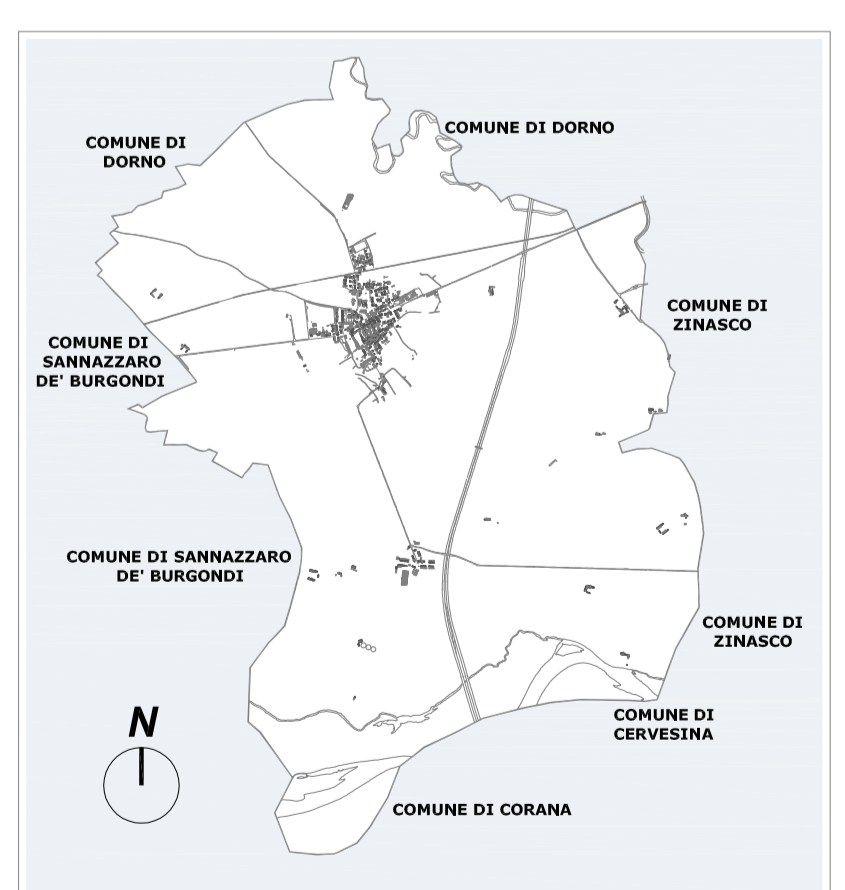 COMUNE DI DORNO
COMUNE DI
DORNO
COMUNE DI
ZINASCO
COMUNE DI
SANNAZZARO
DE' BURGONDI
COMUNE DI SANNAZZARO
DE' BURGONDI
COMUNE DI
ZINASCO
N
COMUNE DI
CERVESINA
COMUNE DI CORANA